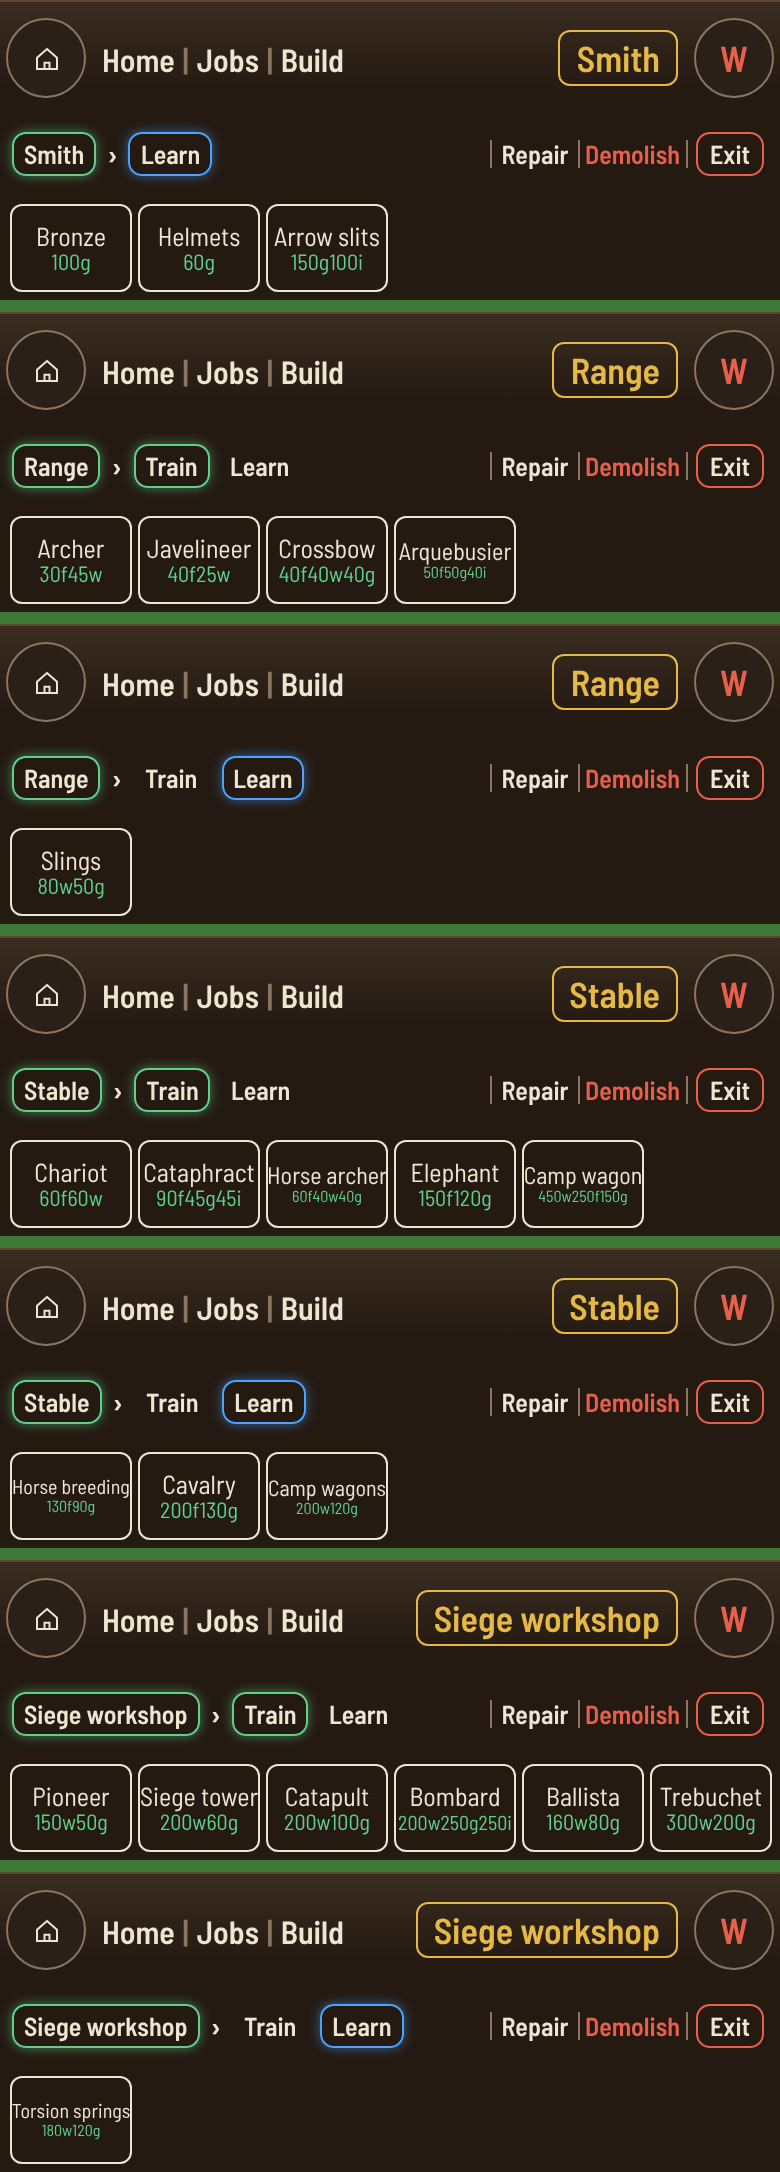 Home | Jobs | Build Smith W
Smith › Learn | Repair | Demolish | Exit
Bronze Helmets Arrow slits
100g 60g 150g100i
Home | Jobs | Build Range W
Range › Train Learn | Repair | Demolish | Exit
Archer Javelineer Crossbow Arquebusier
30f45w 40f25w 40f40w40g 50f50g40i
Home | Jobs | Build Range W
Range › Train Learn | Repair | Demolish | Exit
Slings
80w50g
Home | Jobs | Build Stable W
Stable › Train Learn | Repair | Demolish | Exit
Chariot Cataphract Horse archer Elephant Camp wagon
60f60w 90f45g45i 60f40w40g 150f120g 450w250f150g
Home | Jobs | Build Stable W
Stable › Train Learn | Repair | Demolish | Exit
Horse breeding Cavalry Camp wagons
130f90g 200f130g 200w120g
Home | Jobs | Build Siege workshop W
Siege workshop › Train Learn | Repair | Demolish | Exit
Pioneer Siege tower Catapult Bombard Ballista Trebuchet
150w50g 200w60g 200w100g 200w250g250i 160w80g 300w200g
Home | Jobs | Build Siege workshop W
Siege workshop › Train Learn | Repair | Demolish | Exit
Torsion springs
180w120g